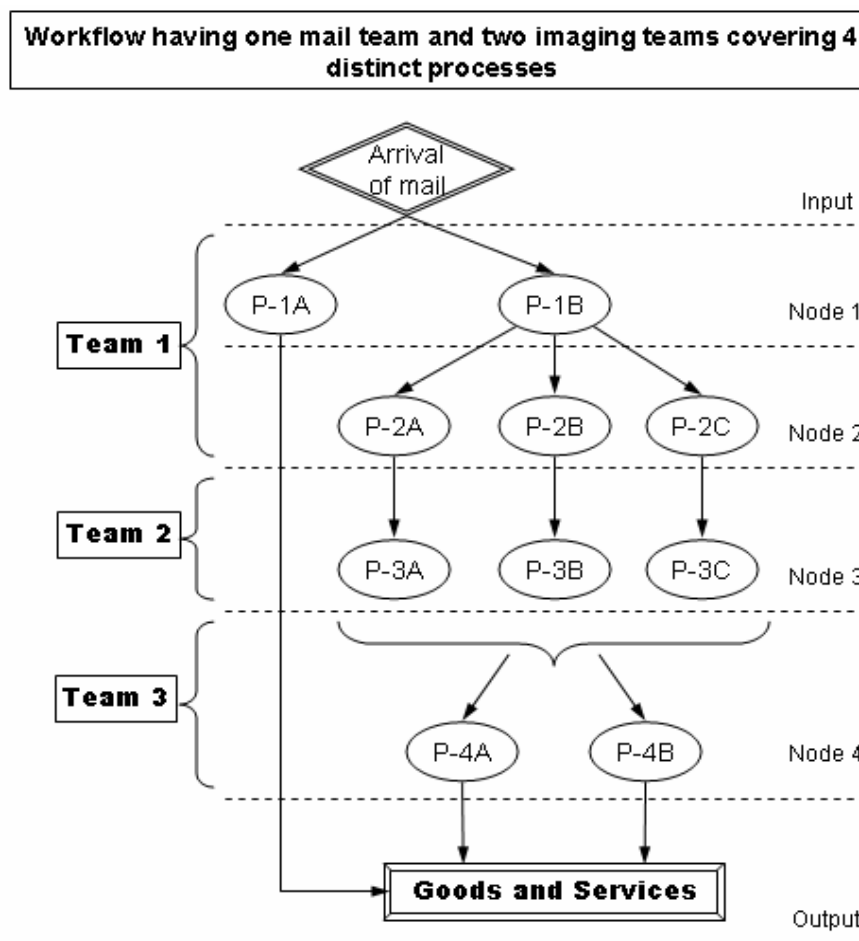 Workflow having one mail team and two imaging teams covering 4
distinct processes
Arrival
of mail
Input
P-1A
P-1B
Node 1
Team 1
P-2A
P-2B
P-2C
Node 2
Team 2
P-3A
P-3B
P-3C
Node 3
Team 3
P-4A
P-4B
Node 4
Goods and Services
Output